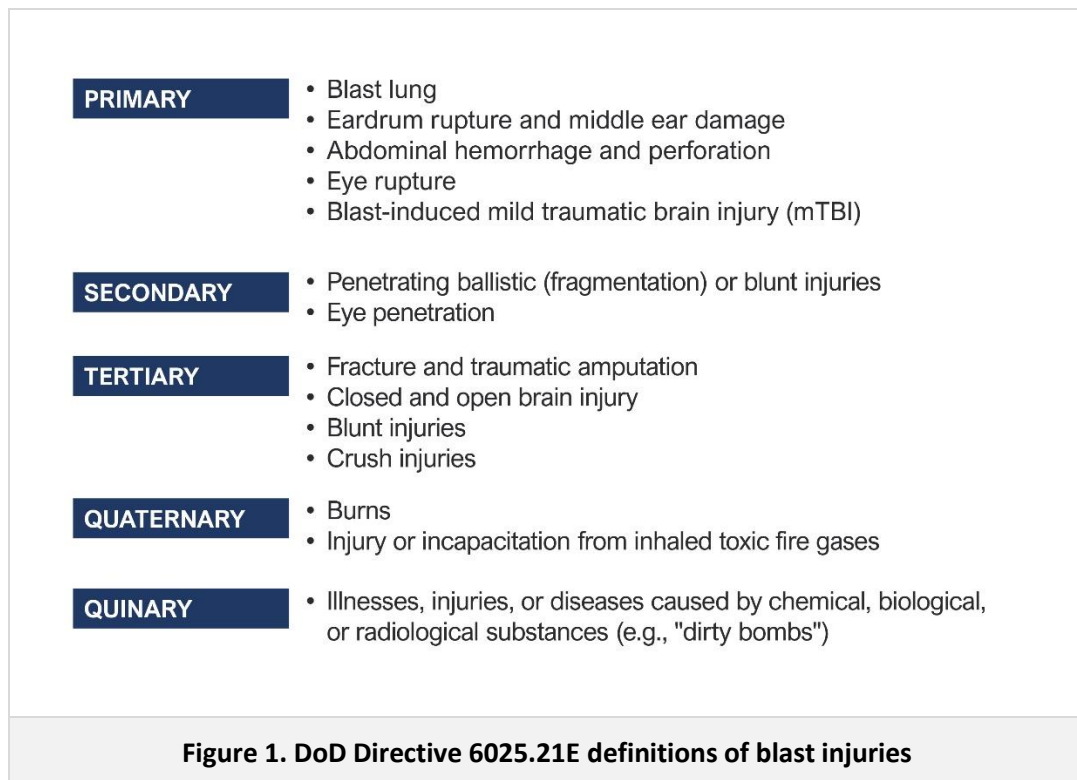 PRIMARY
• Blast lung
• Eardrum rupture and middle ear damage
• Abdominal hemorrhage and perforation
• Eye rupture
• Blast-induced mild traumatic brain injury (mTBI)
SECONDARY
• Penetrating ballistic (fragmentation) or blunt injuries
• Eye penetration
TERTIARY
• Fracture and traumatic amputation
• Closed and open brain injury
• Blunt injuries
• Crush injuries
QUATERNARY
• Burns
• Injury or incapacitation from inhaled toxic fire gases
QUINARY
• Illnesses, injuries, or diseases caused by chemical, biological,
or radiological substances (e.g., "dirty bombs")
Figure 1. DoD Directive 6025.21E definitions of blast injuries